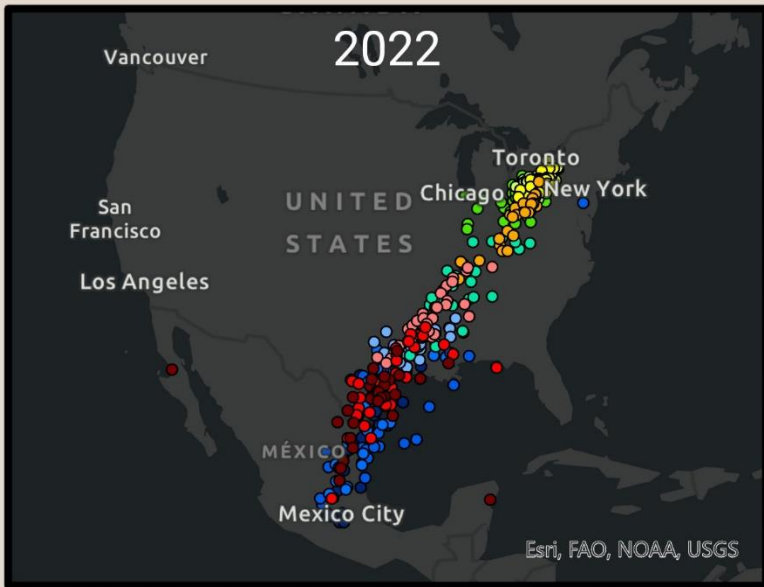 2022
Vancouver
Toronto
Chicago
New York
UNITED
STATES
San
Francisco
Los Angeles
MÉXICO
Mexico City
Esri, FAO, NOAA, USGS